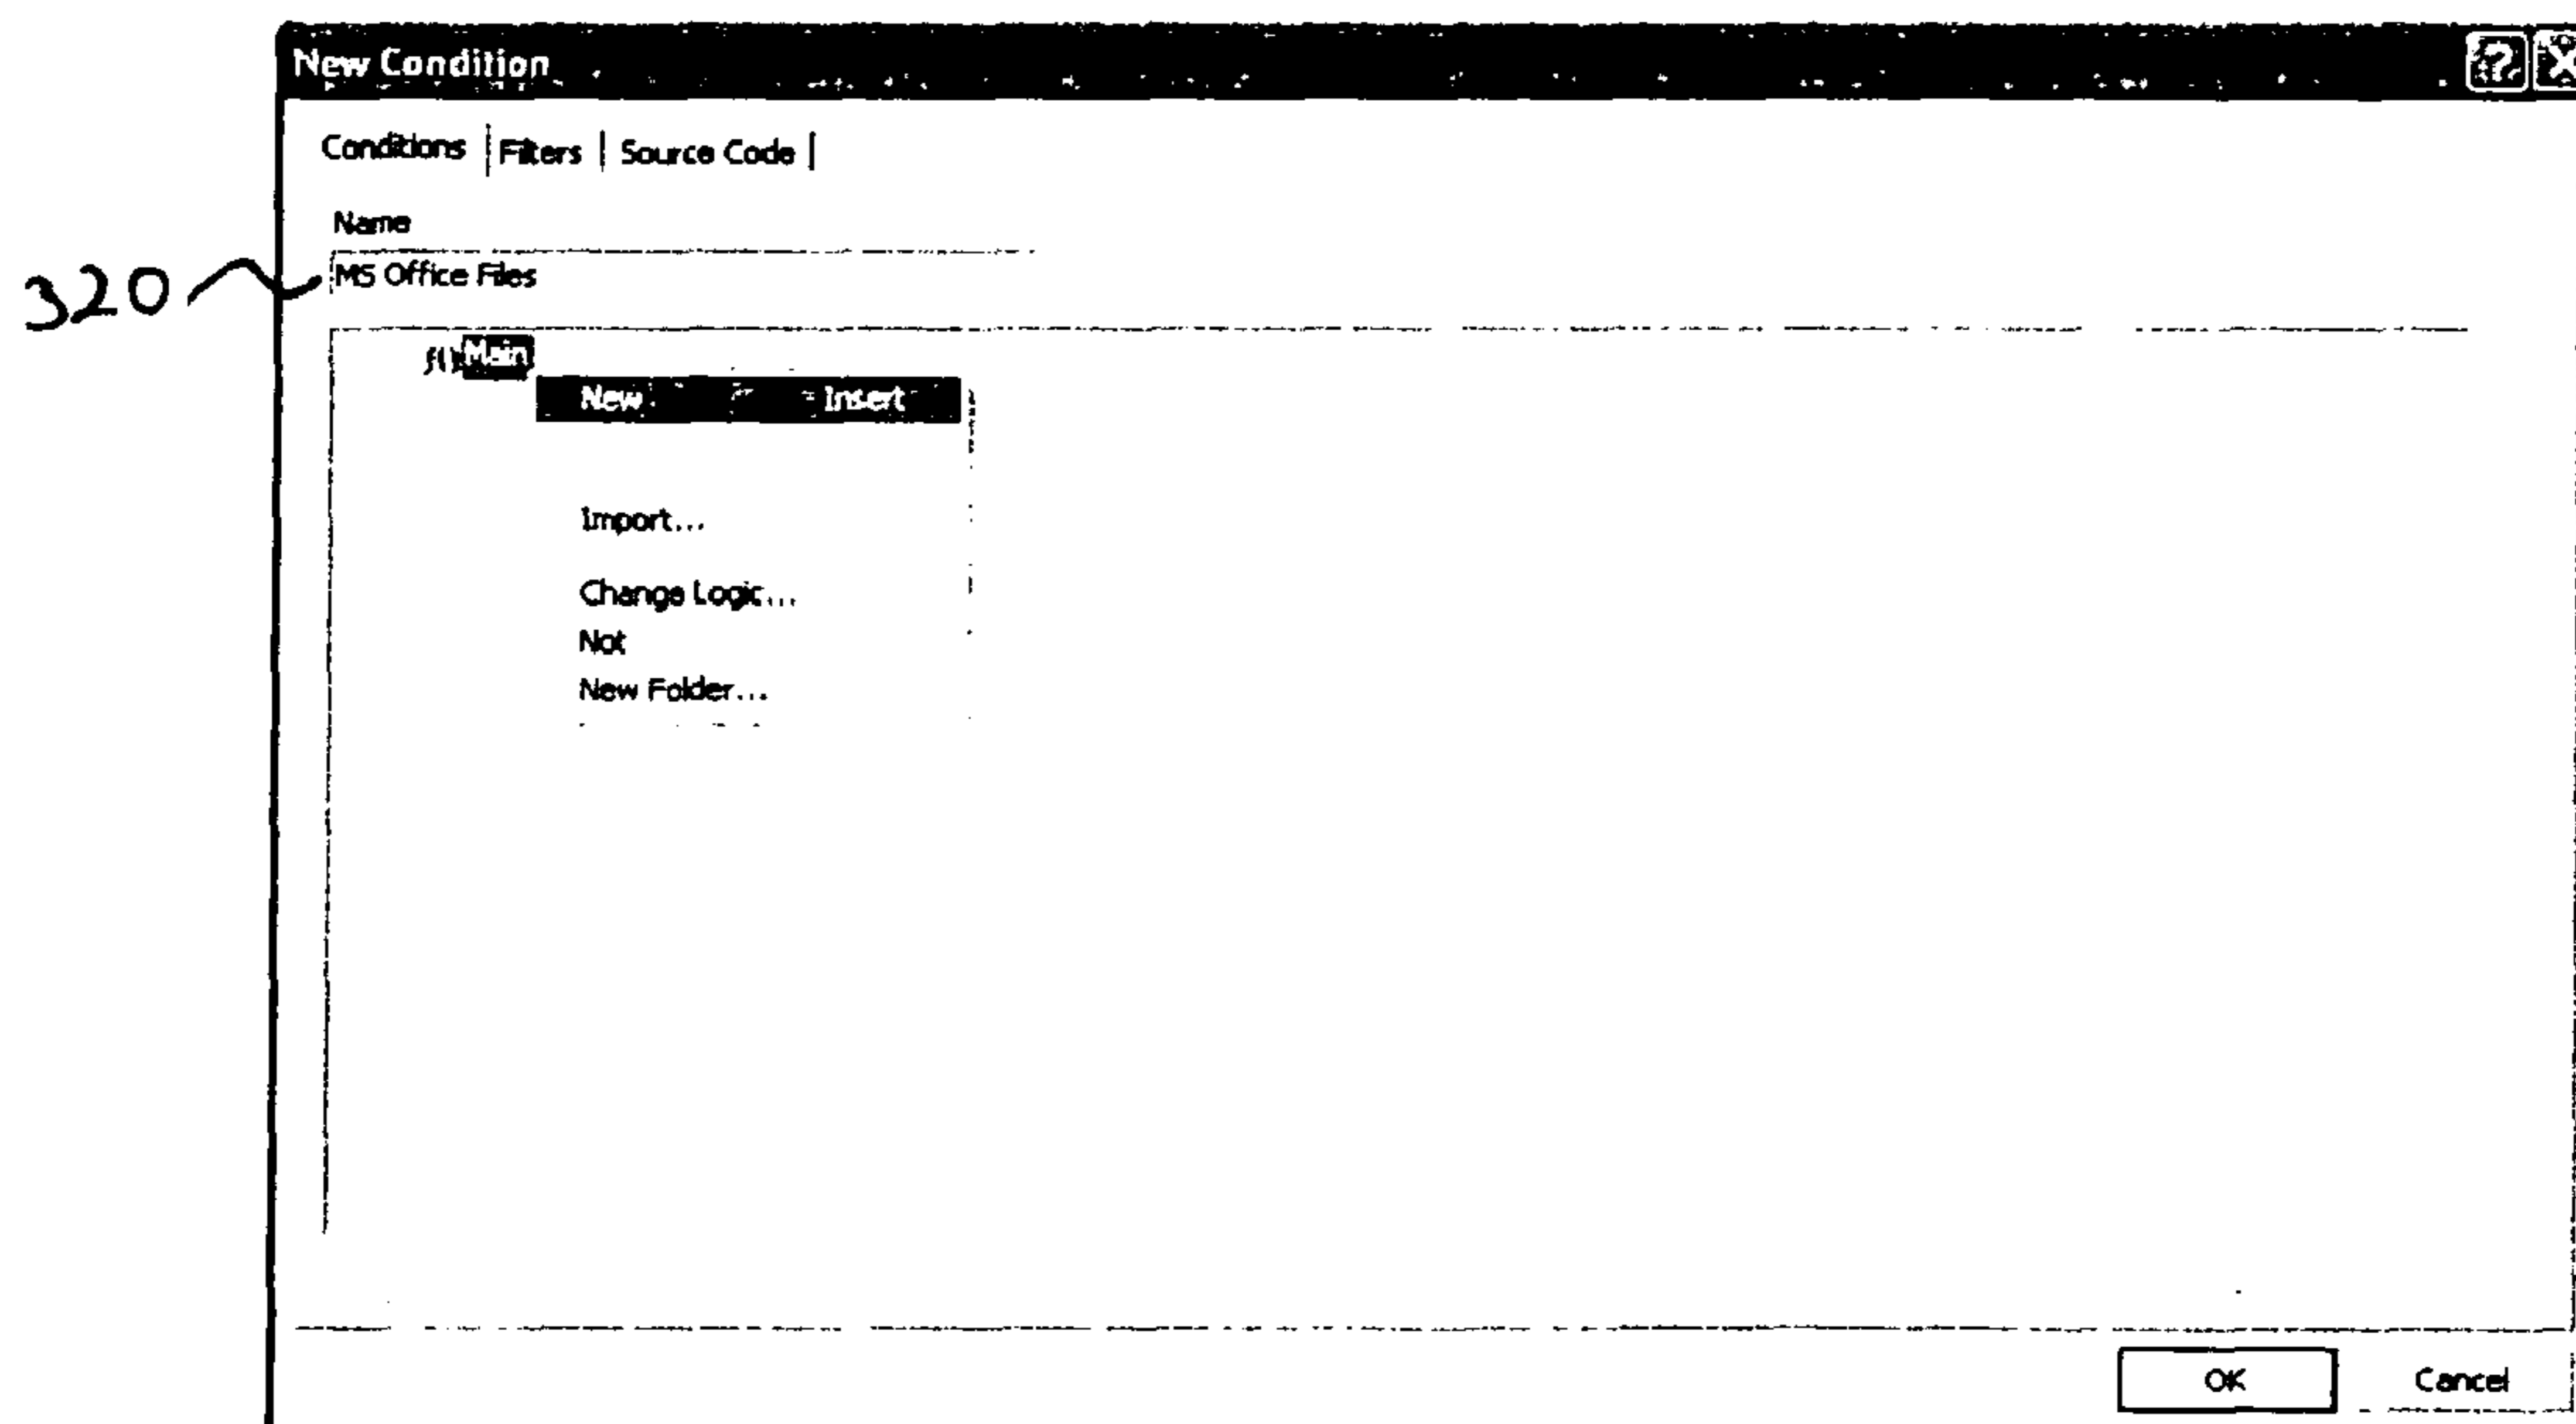 New Condition
Conditions Filters Source Code
Name
320
MS Office Files
f() Main
New Insert
Import...
Change Logic...
Not
New Folder...
OK Cancel